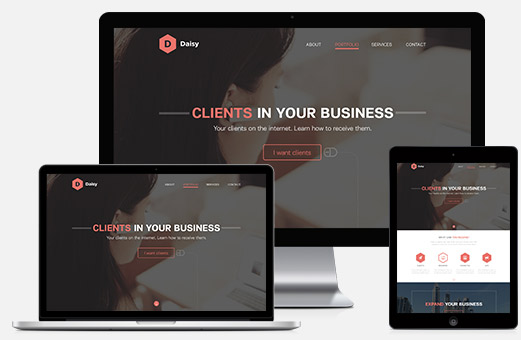 D Daisy
ABOUT PORTFOLIO SERVICES CONTACT
CLIENTS IN YOUR BUSINESS
Your clients on the internet. Learn how to receive them.
I want clients
D Daisy
ABOUT PORTFOLIO SERVICES CONTACT
CLIENTS IN YOUR BUSINESS
Your clients on the internet. Learn how to receive them.
I want clients
Daisy
CLIENTS IN YOUR BUSINESS
EXPAND YOUR BUSINESS